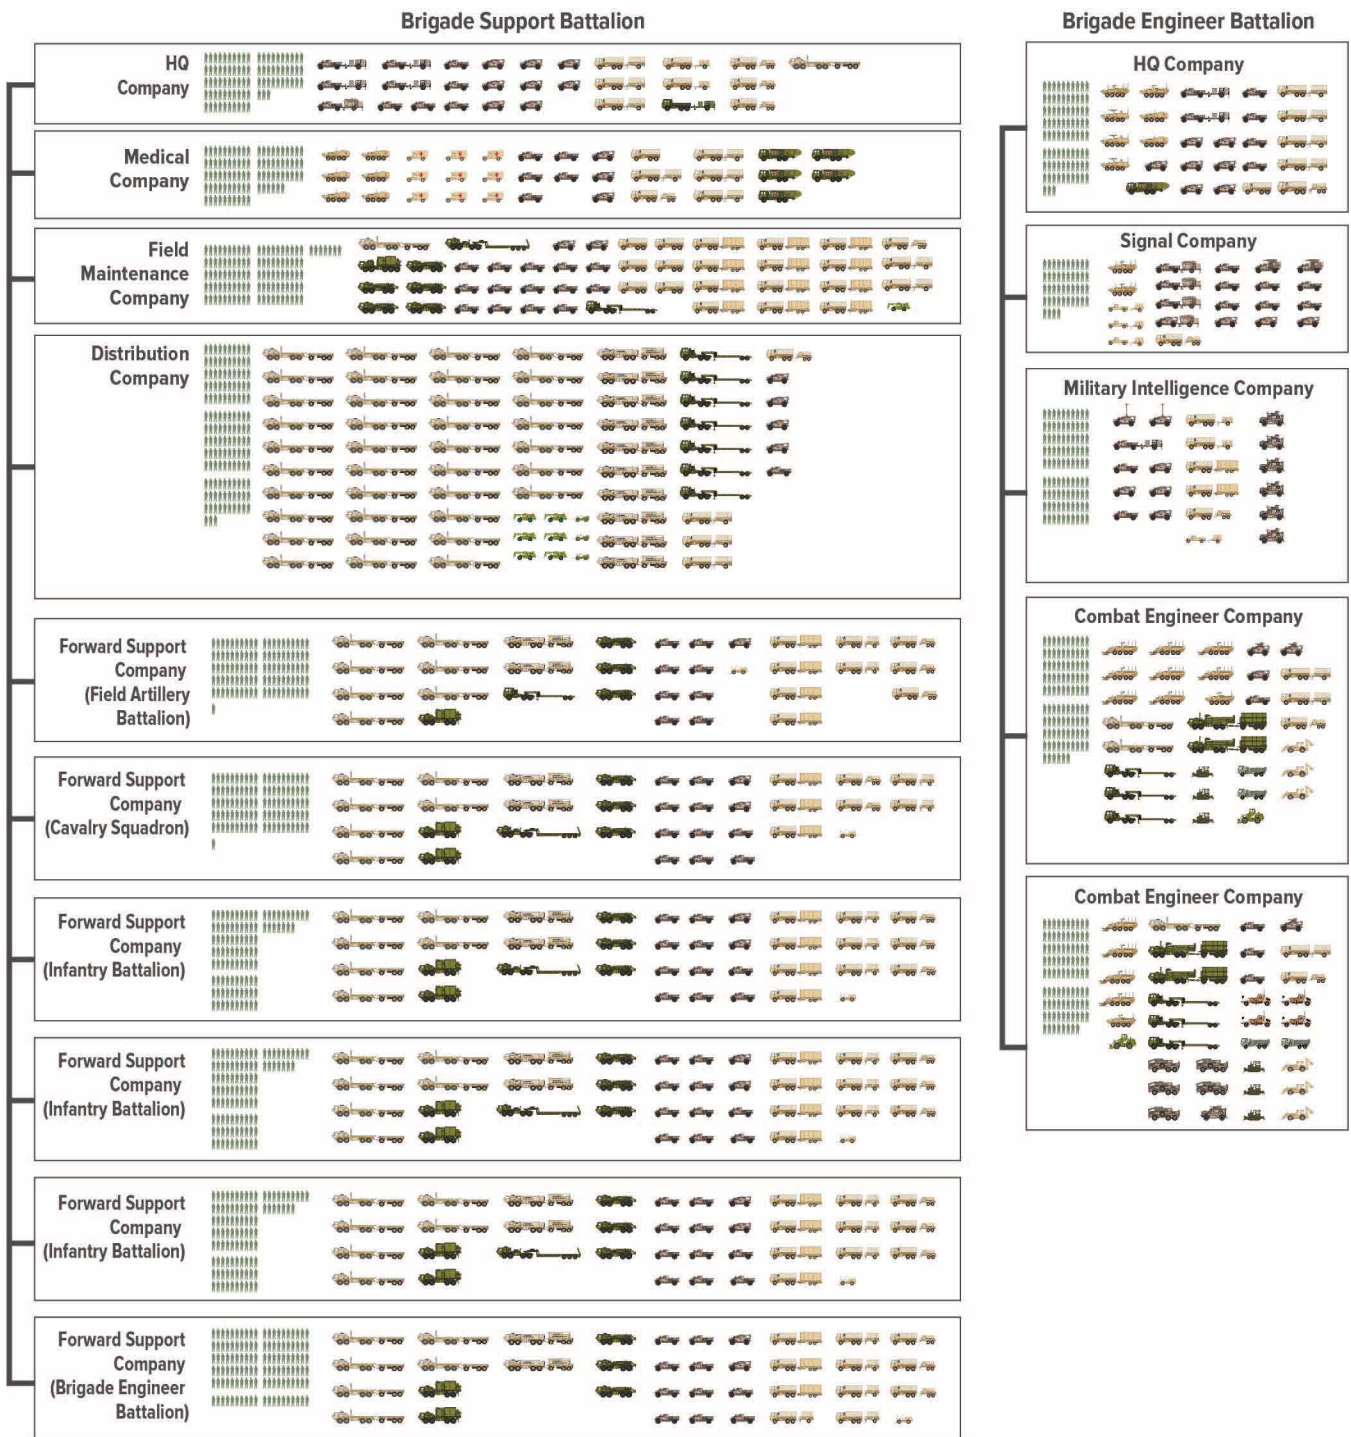 Brigade Support Battalion
HQ
Company
Medical
Company
Field
Maintenance
Company
Distribution
Company
Forward Support
Company
(Field Artillery
Battalion)
Forward Support
Company
(Cavalry Squadron)
Forward Support
Company
(Infantry Battalion)
Forward Support
Company
(Infantry Battalion)
Forward Support
Company
(Infantry Battalion)
Forward Support
Company
(Brigade Engineer
Battalion)
Brigade Engineer Battalion
HQ Company
Signal Company
Military Intelligence Company
Combat Engineer Company
Combat Engineer Company